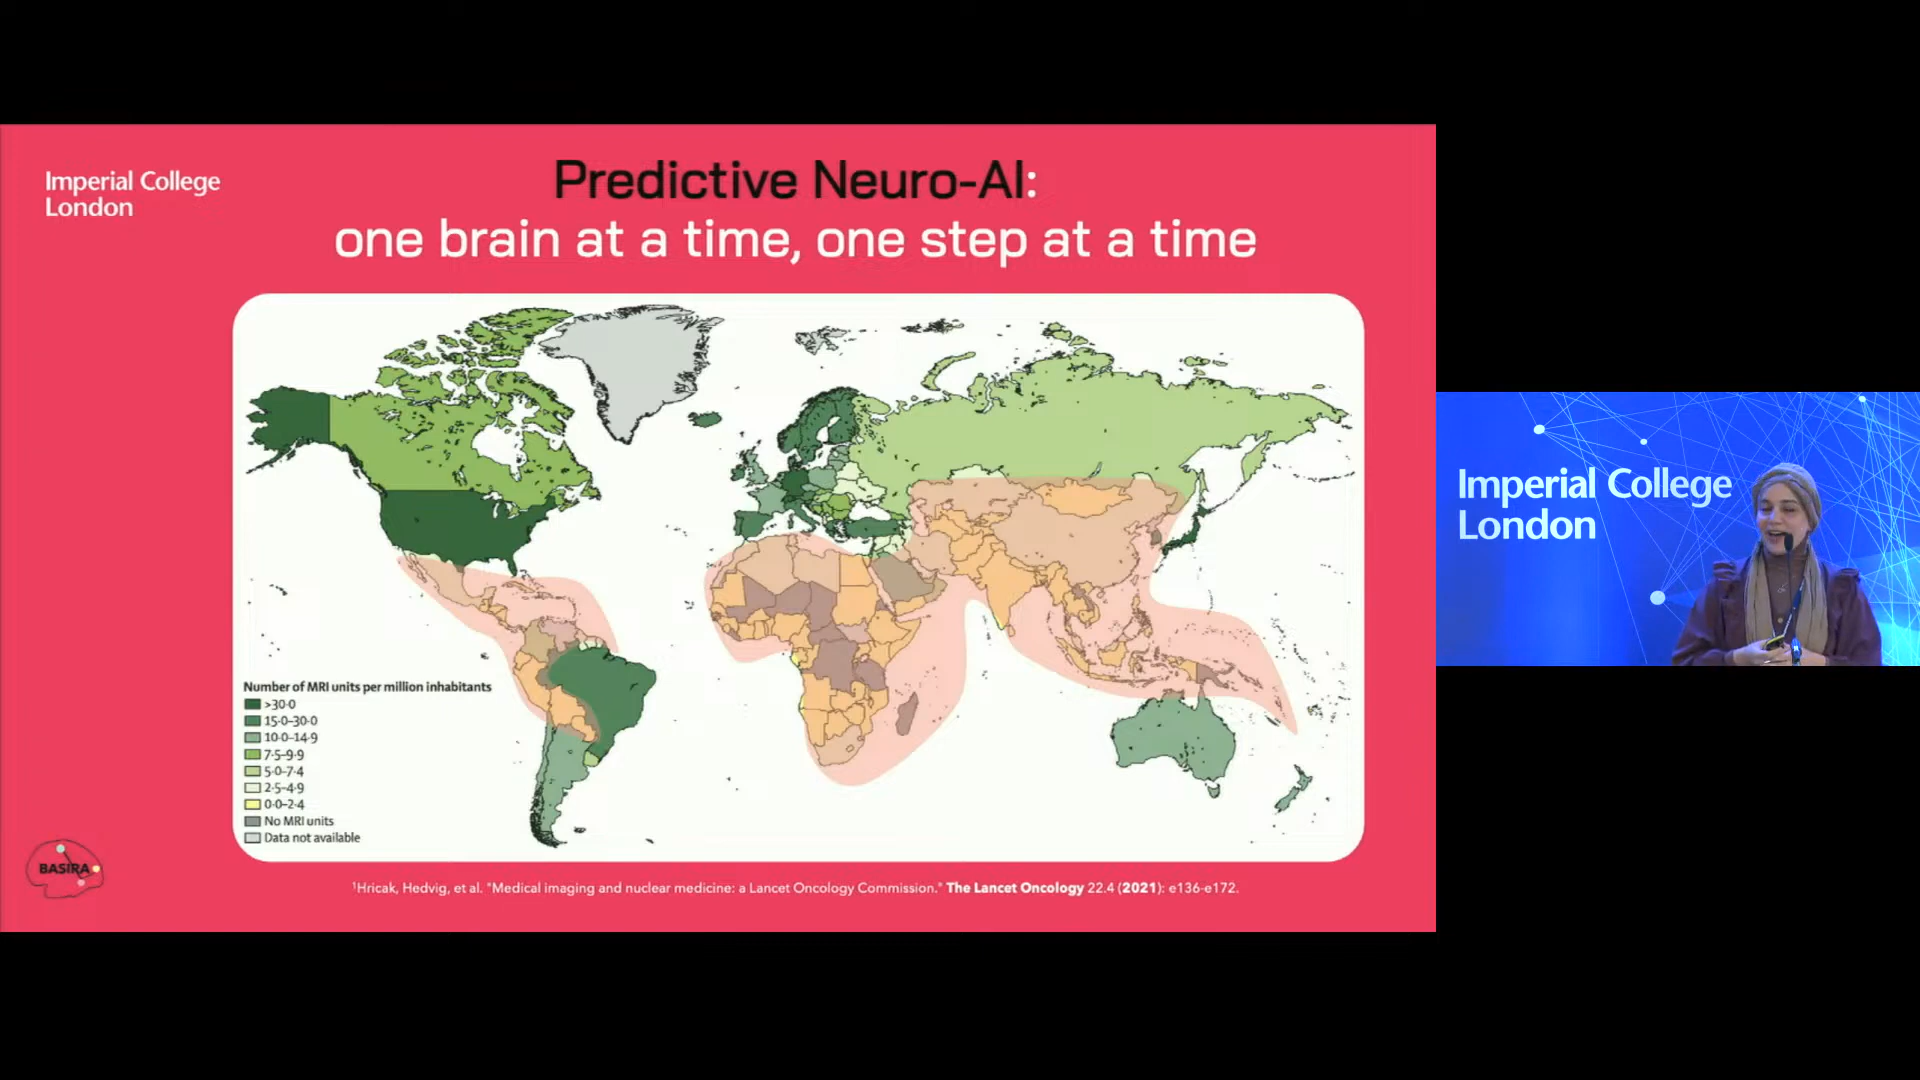 Imperial College
London
Predictive Neuro-AI:
one brain at a time, one step at a time
Number of MRI units per million inhabitants
>30·0
15·0–30·0
10·0–14·9
7·5–9·9
5·0–7·4
2·5–4·9
0·0–2·4
No MRI units
Data not available
BASIRA
¹Hricak, Hedvig, et al. "Medical imaging and nuclear medicine: a Lancet Oncology Commission." The Lancet Oncology 22.4 (2021): e136-e172.
Imperial College
London